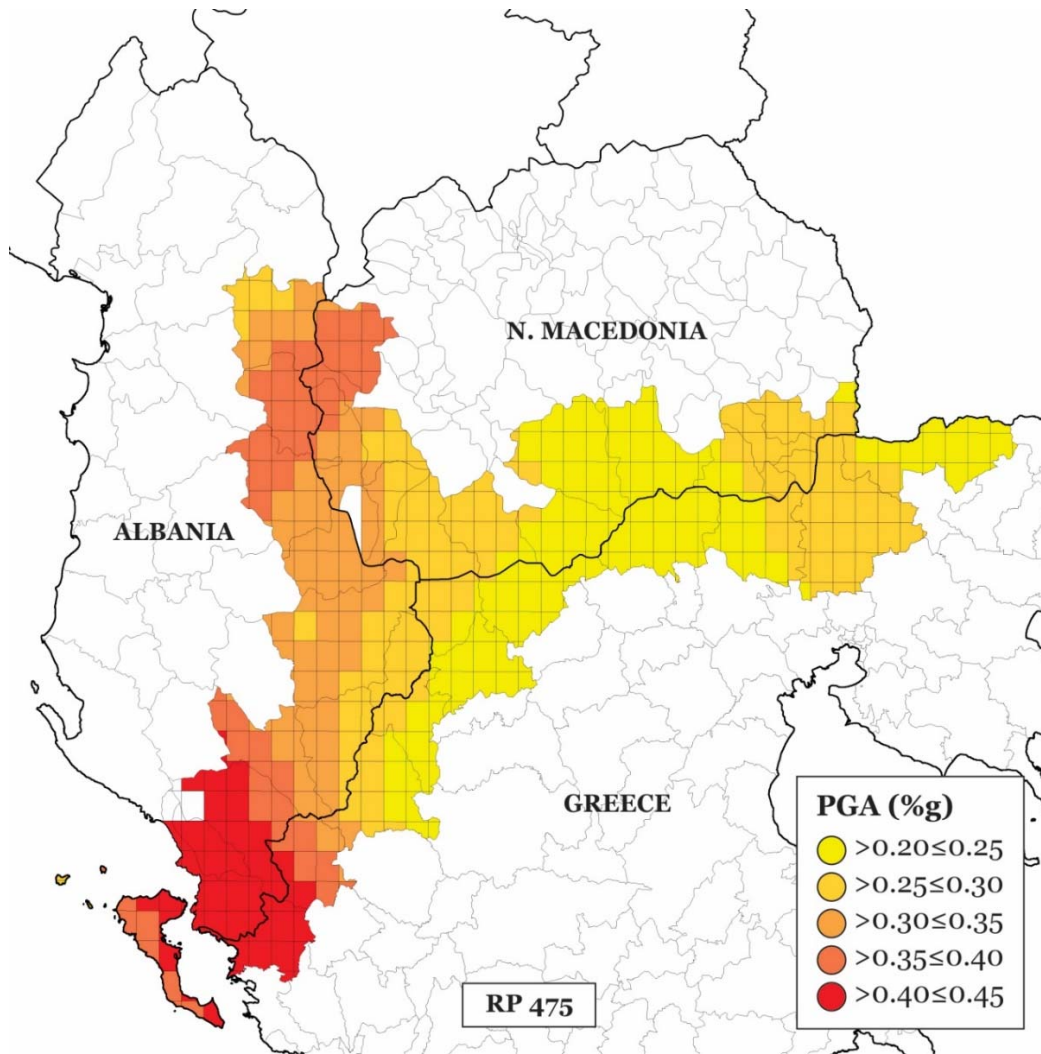 N. MACEDONIA
ALBANIA
GREECE
PGA (%g)
>0.20≤0.25
>0.25≤0.30
>0.30≤0.35
>0.35≤0.40
>0.40≤0.45
RP 475